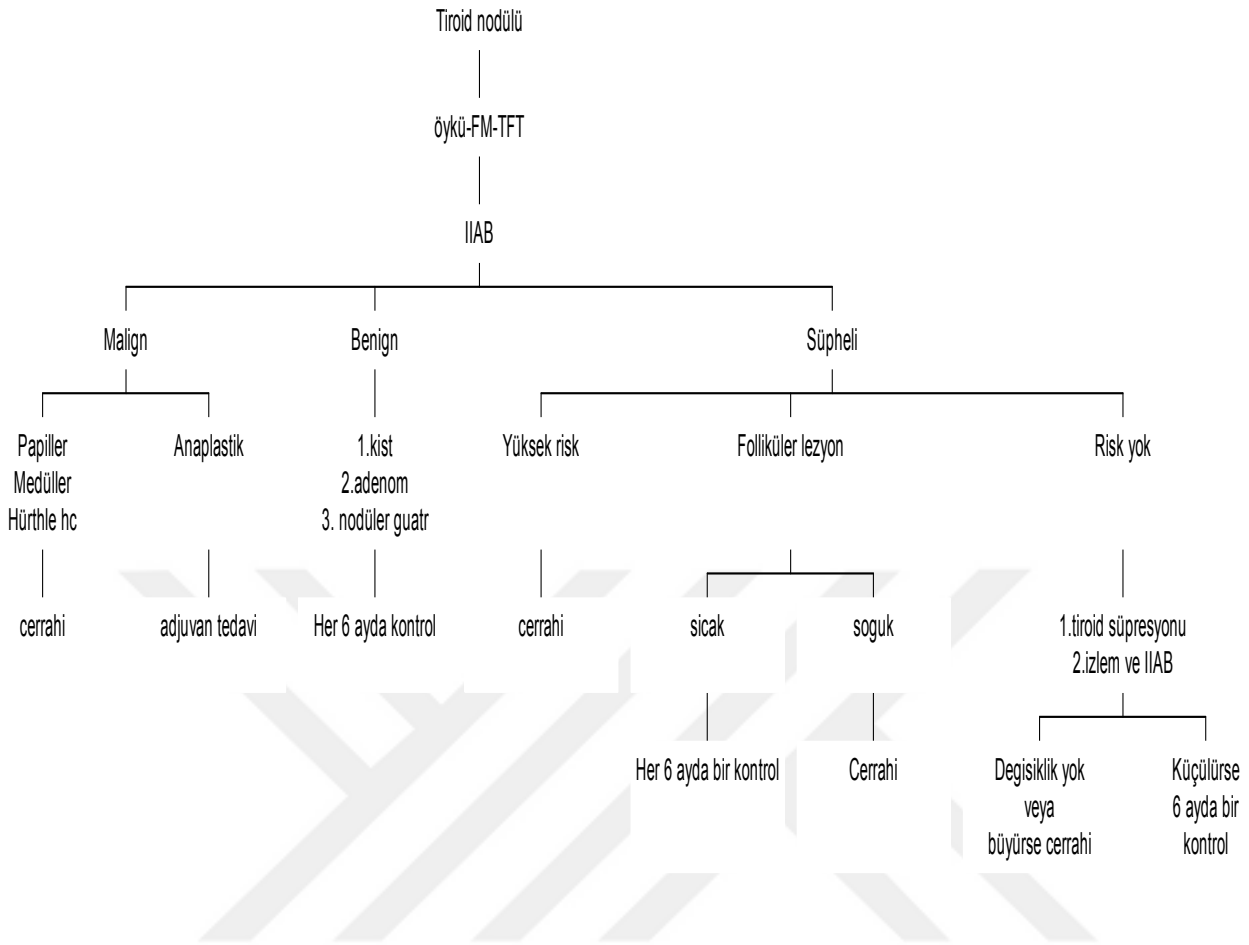 Tiroid nodülü
öykü-FM-TFT
IIAB
Malign
Benign
Süpheli
Papiller
Medüller
Hürthle hc
Anaplastik
1.kist
2.adenom
3. nodüler guatr
Yüksek risk
Folliküler lezyon
Risk yok
cerrahi
adjuvan tedavi
Her 6 ayda kontrol
cerrahi
sicak
soguk
1.tiroid süpresyonu
2.izlem ve IIAB
Her 6 ayda bir kontrol
Cerrahi
Degisiklik yok
veya
büyürse cerrahi
Küçülürse
6 ayda bir
kontrol